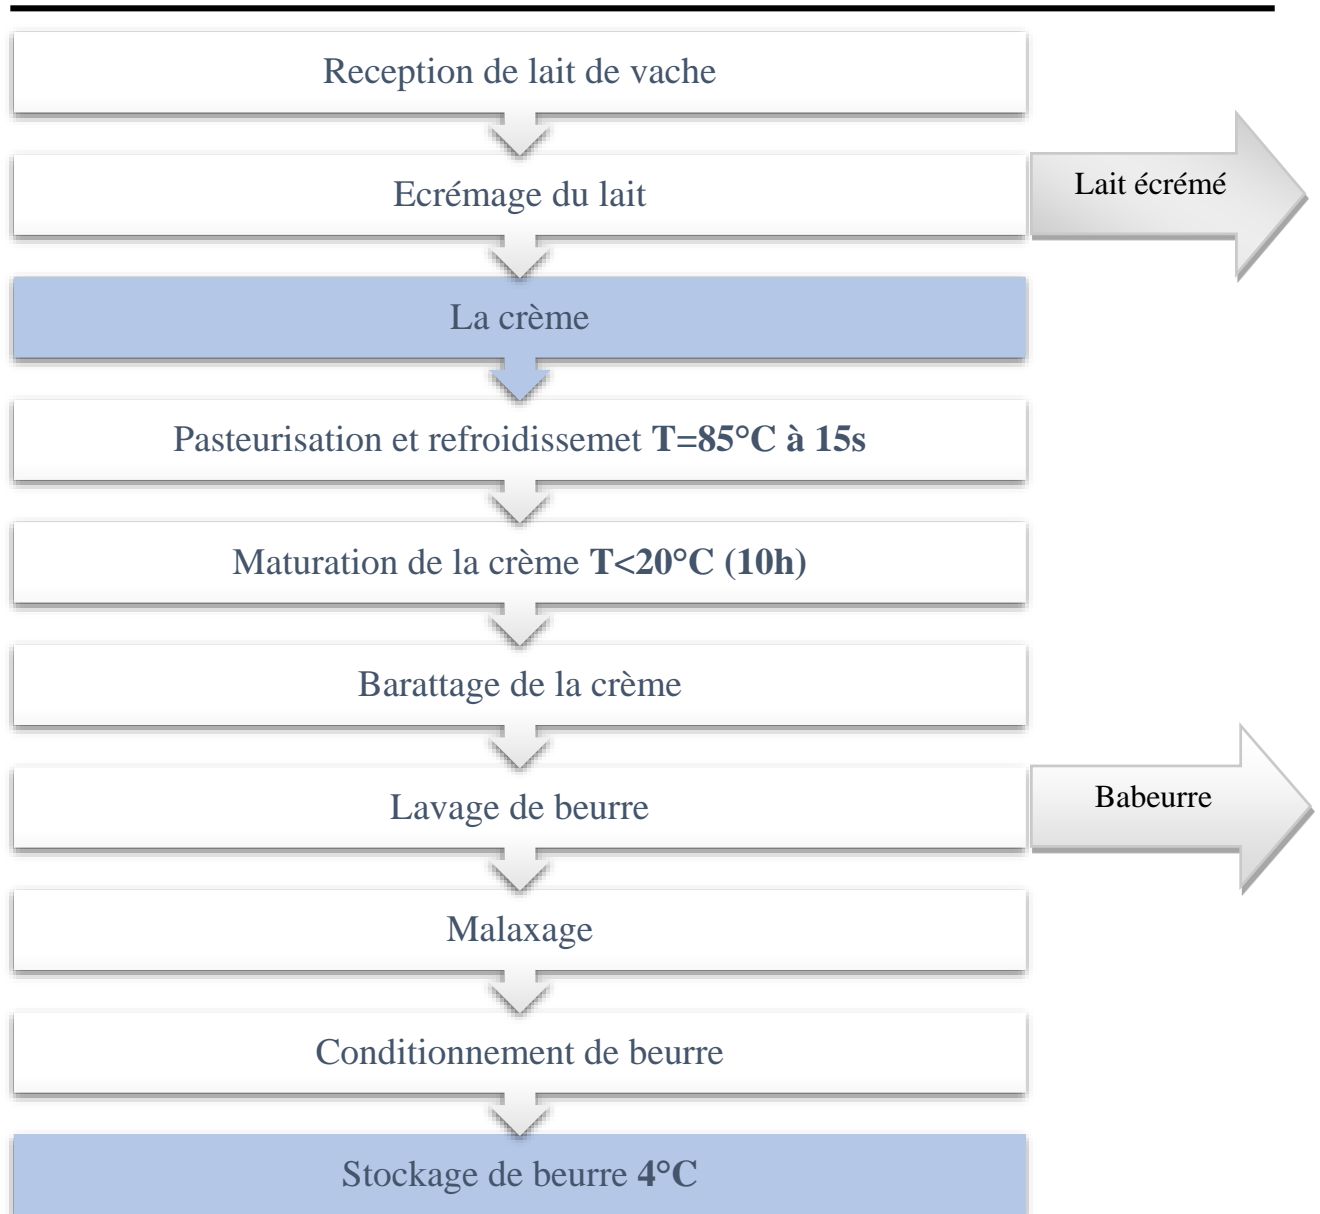 Reception de lait de vache
Ecrémage du lait
Lait écrémé
La crème
Pasteurisation et refroidissemet T=85°C à 15s
Maturation de la crème T<20°C (10h)
Barattage de la crème
Lavage de beurre
Babeurre
Malaxage
Conditionnement de beurre
Stockage de beurre 4°C